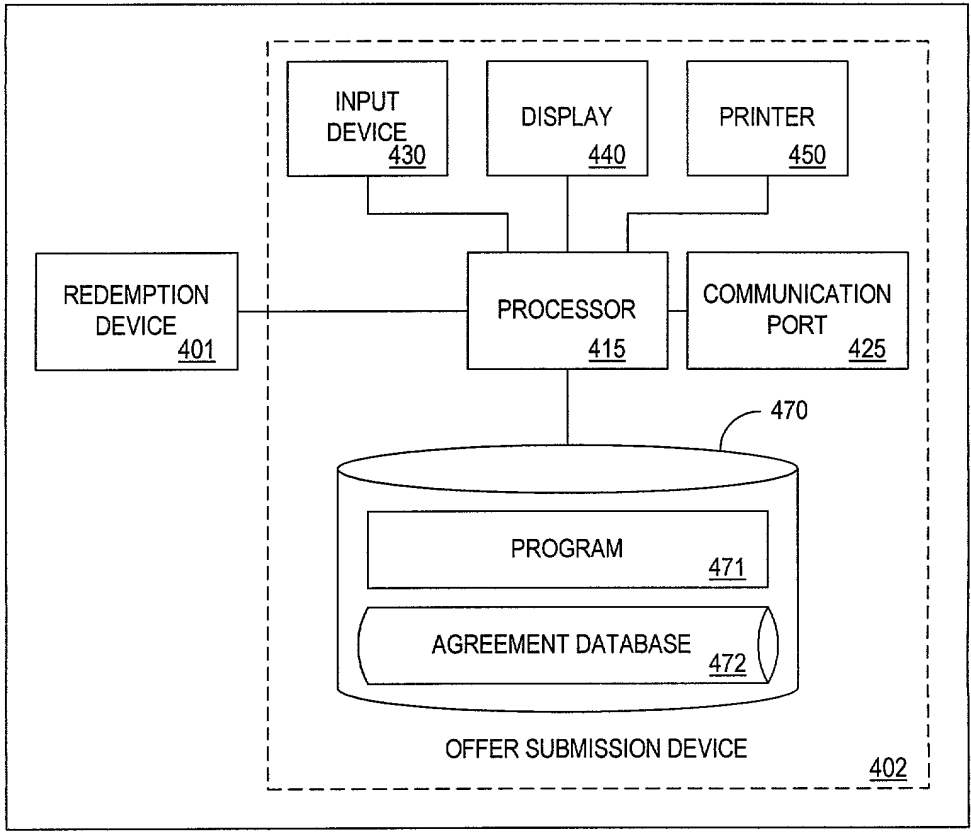 INPUT
DEVICE
430
DISPLAY
440
PRINTER
450
REDEMPTION
DEVICE
401
PROCESSOR
415
COMMUNICATION
PORT
425
470
PROGRAM
471
AGREEMENT DATABASE
472
OFFER SUBMISSION DEVICE
402